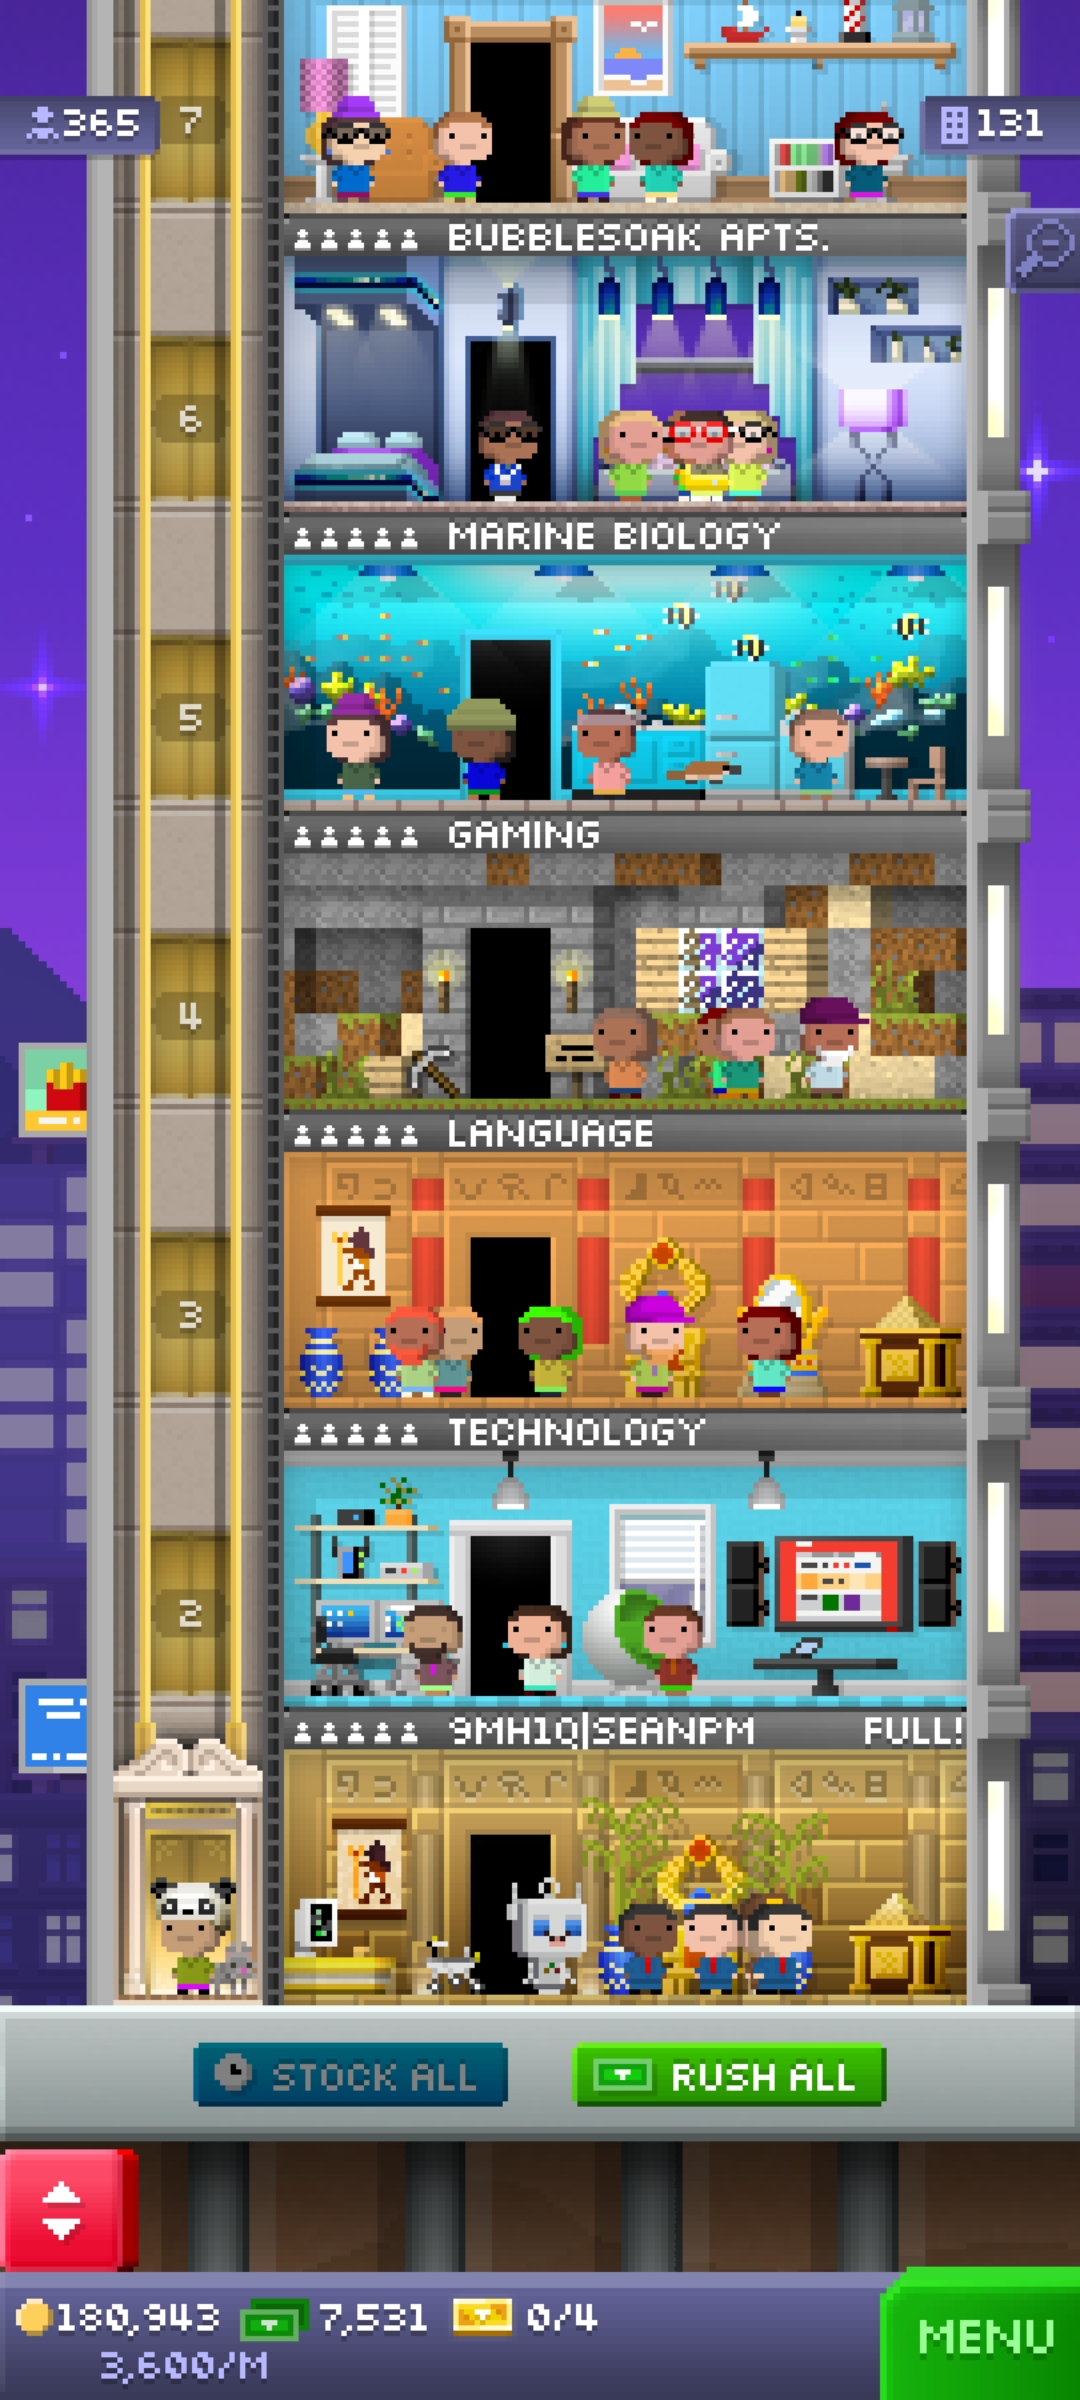 365
7
131
BUBBLESOAK APTS.
6
MARINE BIOLOGY
5
GAMING
4
LANGUAGE
3
TECHNOLOGY
2
9MH1Q|SEANPM FULL!
STOCK ALL
RUSH ALL
180,943 7,531 0/4
3,600/M
MENU